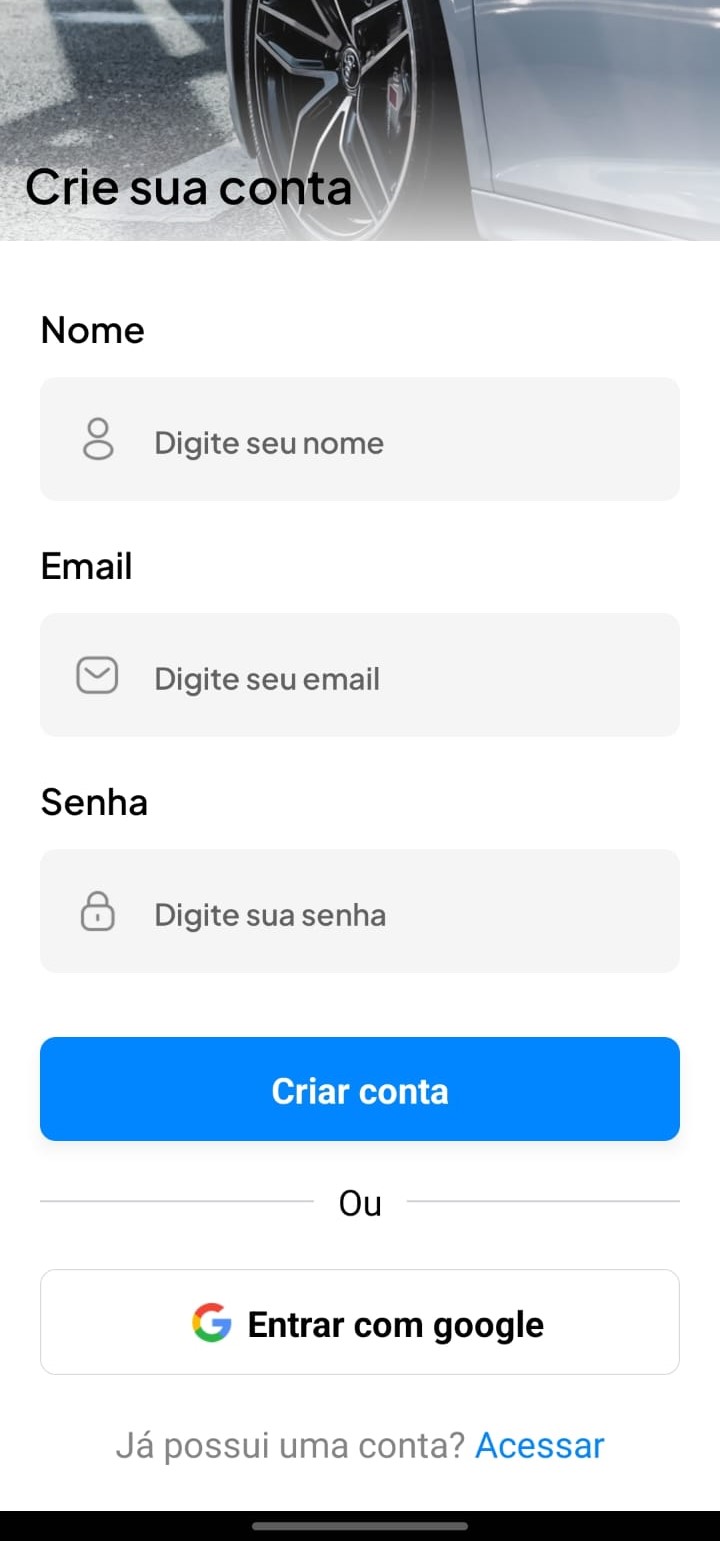 Crie sua conta
Nome
Digite seu nome
Email
Digite seu email
Senha
Digite sua senha
Criar conta
Ou
Entrar com google
Já possui uma conta? Acessar